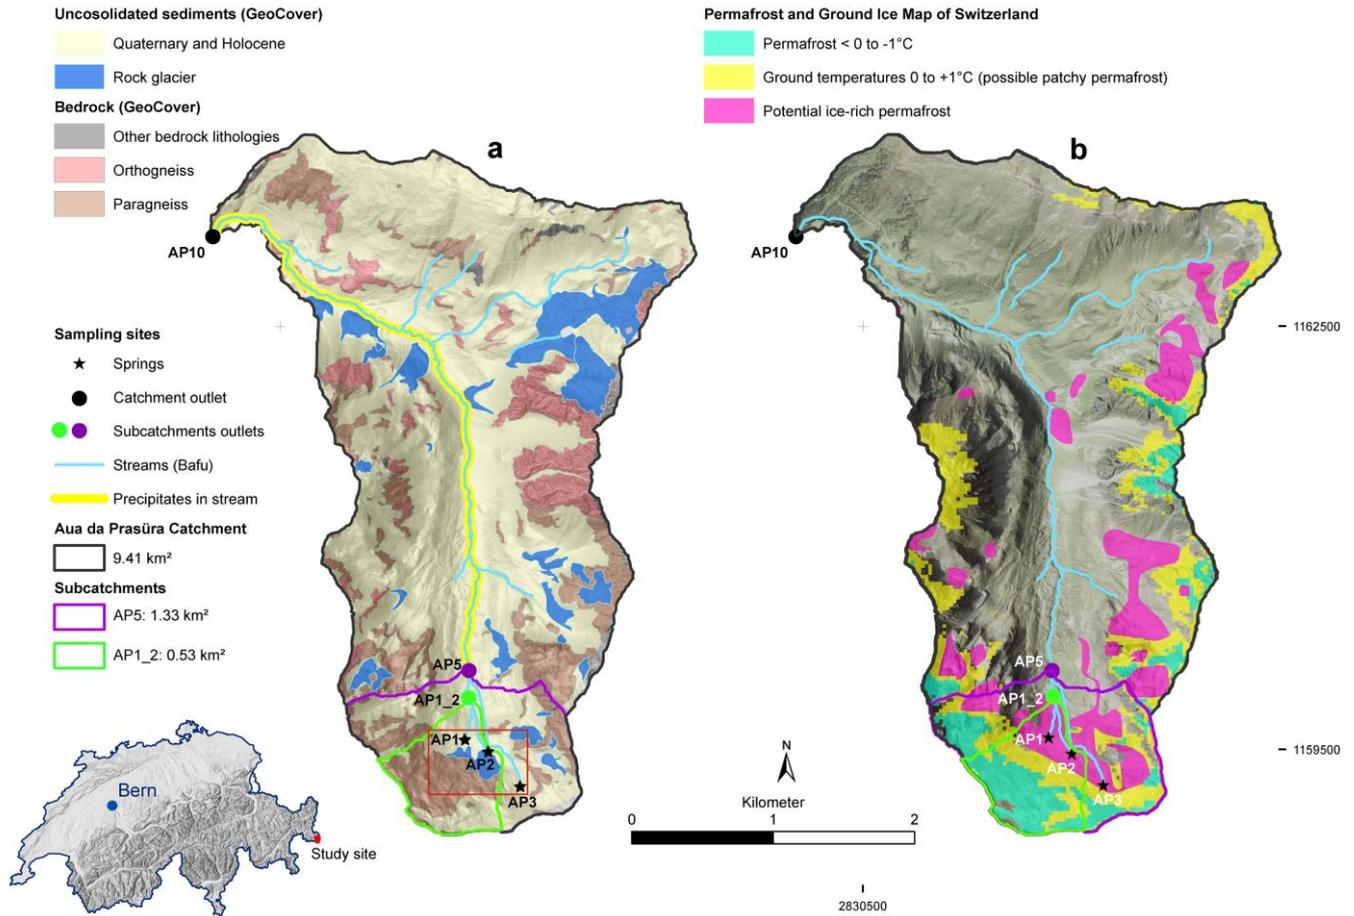 Uncosolidated sediments (GeoCover)
Quaternary and Holocene
Rock glacier
Bedrock (GeoCover)
Other bedrock lithologies
Orthogneiss
Paragneiss
Permafrost and Ground Ice Map of Switzerland
Permafrost < 0 to -1°C
Ground temperatures 0 to +1°C (possible patchy permafrost)
Potential ice-rich permafrost
a
b
AP10
AP10
Sampling sites
Springs
Catchment outlet
Subcatchments outlets
Streams (Bafu)
Precipitates in stream
Aua da Prasüra Catchment
9.41 km²
Subcatchments
AP5: 1.33 km²
AP1_2: 0.53 km²
AP5
AP1_2
AP1
AP2
AP3
AP5
AP1_2
AP1
AP2
AP3
1162500
1159500
N
Kilometer
0 1 2
2830500
Bern
Study site